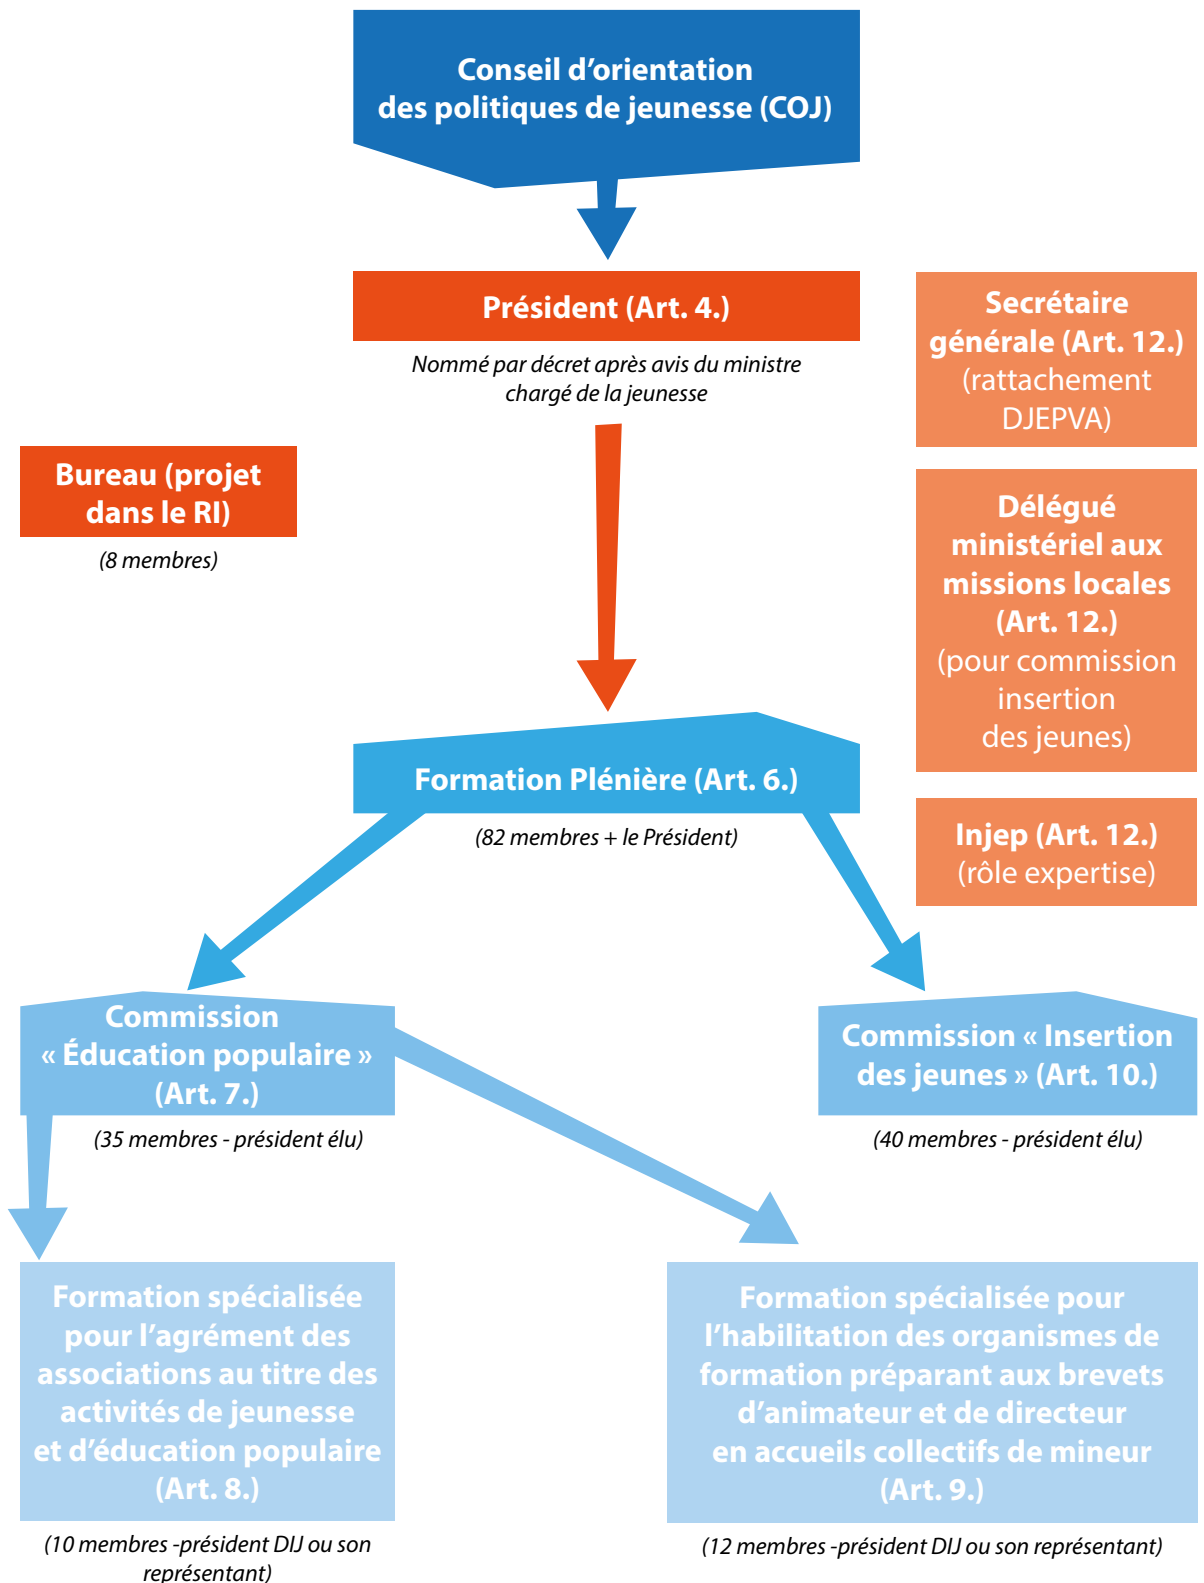 Conseil d'orientation
des politiques de jeunesse (COJ)
Président (Art. 4.)
Nommé par décret après avis du ministre
chargé de la jeunesse
Secrétaire
générale (Art. 12.)
(rattachement
DJEPVA)
Bureau (projet
dans le RI)
(8 membres)
Délégué
ministériel aux
missions locales
(Art. 12.)
(pour commission
insertion
des jeunes)
Formation Plénière (Art. 6.)
(82 membres + le Président)
Injep (Art. 12.)
(rôle expertise)
Commission
« Éducation populaire »
(Art. 7.)
(35 membres - président élu)
Commission « Insertion
des jeunes » (Art. 10.)
(40 membres - président élu)
Formation spécialisée
pour l'agrément des
associations au titre des
activités de jeunesse
et d'éducation populaire
(Art. 8.)
(10 membres -président DIJ ou son
représentant)
Formation spécialisée pour
l'habilitation des organismes de
formation préparant aux brevets
d'animateur et de directeur
en accueils collectifs de mineur
(Art. 9.)
(12 membres -président DIJ ou son représentant)